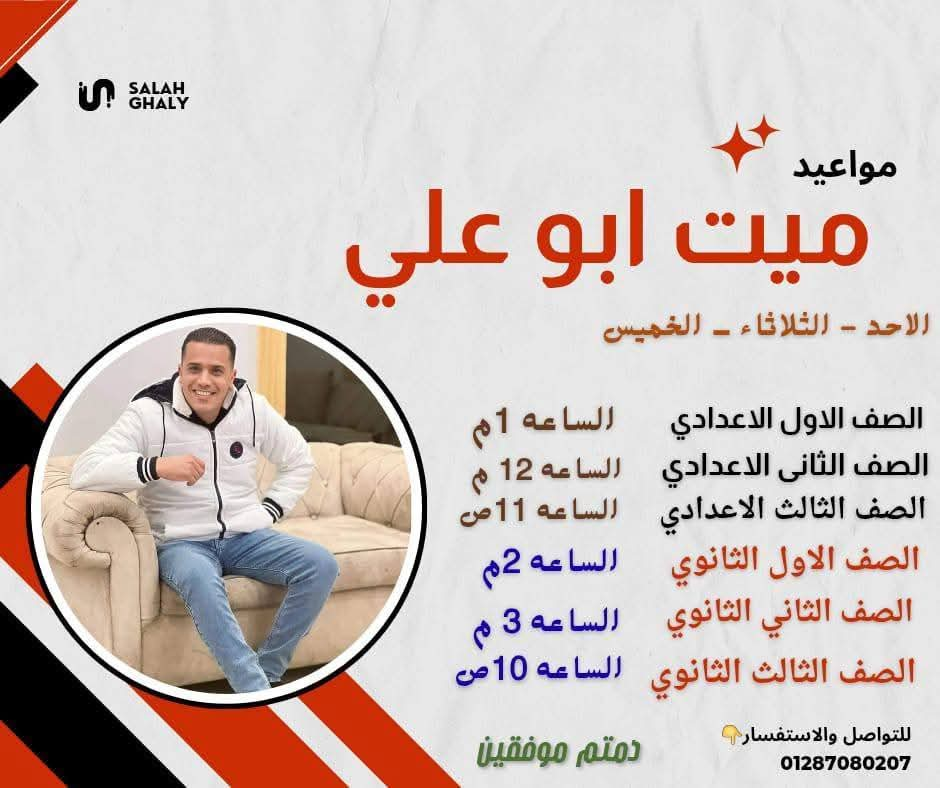 SALAH
GHALY
مواعيد
ميت ابو علي
الاحد - الثلاثاء - الخميس
الصف الاول الاعدادي الساعه 1م
الصف الثانى الاعدادي الساعه 12 م
الصف الثالث الاعدادي الساعه 11ص
الصف الاول الثانوي الساعه 2م
الصف الثاني الثانوي الساعه 3 م
الصف الثالث الثانوي الساعه 10ص
للتواصل والاستفسار👇
01287080207
دمتم موفقين